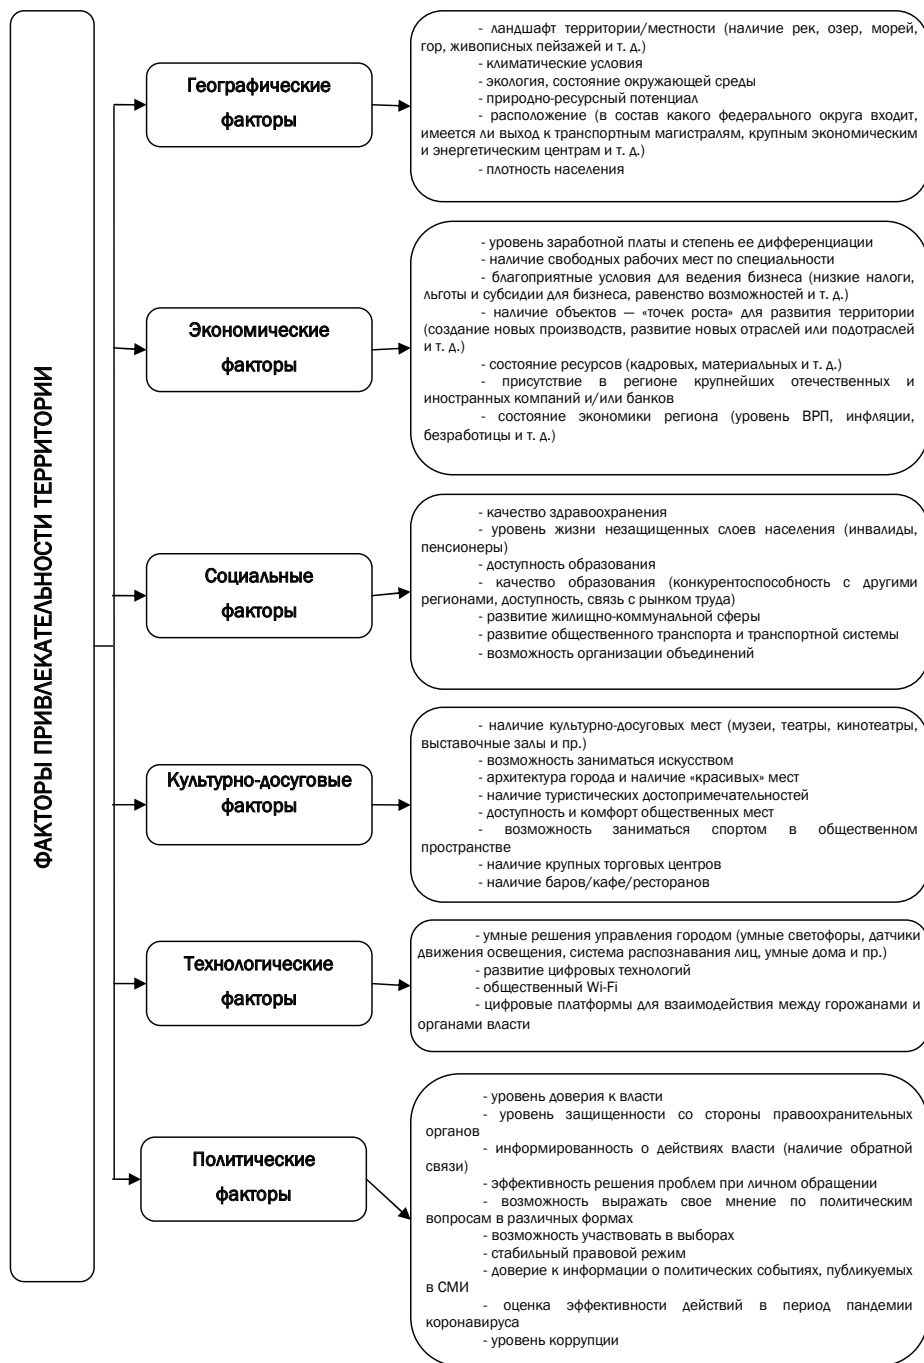 ФАКТОРЫ ПРИВЛЕКАТЕЛЬНОСТИ ТЕРРИТОРИИ
Географические
факторы
- ландшафт территории/местности (наличие рек, озер, морей,
гор, живописных пейзажей и т. д.)
- климатические условия
- экология, состояние окружающей среды
- природно-ресурсный потенциал
- расположение (в состав какого федерального округа входит,
имеется ли выход к транспортным магистралям, крупным экономическим
и энергетическим центрам и т. д.)
- плотность населения
Экономические
факторы
- уровень заработной платы и степень ее дифференциации
- наличие свободных рабочих мест по специальности
- благоприятные условия для ведения бизнеса (низкие налоги,
льготы и субсидии для бизнеса, равенство возможностей и т. д.)
- наличие объектов — «точек роста» для развития территории
(создание новых производств, развитие новых отраслей или подотраслей
и т. д.)
- состояние ресурсов (кадровых, материальных и т. д.)
- присутствие в регионе крупнейших отечественных и
иностранных компаний и/или банков
- состояние экономики региона (уровень ВРП, инфляции,
безработицы и т. д.)
Социальные
факторы
- качество здравоохранения
- уровень жизни незащищенных слоев населения (инвалиды,
пенсионеры)
- доступность образования
- качество образования (конкурентоспособность с другими
регионами, доступность, связь с рынком труда)
- развитие жилищно-коммунальной сферы
- развитие общественного транспорта и транспортной системы
- возможность организации объединений
Культурно-досуговые
факторы
- наличие культурно-досуговых мест (музеи, театры, кинотеатры,
выставочные залы и пр.)
- возможность заниматься искусством
- архитектура города и наличие «красивых» мест
- наличие туристических достопримечательностей
- доступность и комфорт общественных мест
- возможность заниматься спортом в общественном
пространстве
- наличие крупных торговых центров
- наличие баров/кафе/ресторанов
Технологические
факторы
- умные решения управления городом (умные светофоры, датчики
движения освещения, система распознавания лиц, умные дома и пр.)
- развитие цифровых технологий
- общественный Wi-Fi
- цифровые платформы для взаимодействия между горожанами и
органами власти
Политические
факторы
- уровень доверия к власти
- уровень защищенности со стороны правоохранительных
органов
- информированность о действиях власти (наличие обратной
связи)
- эффективность решения проблем при личном обращении
- возможность выражать свое мнение по политическим
вопросам в различных формах
- возможность участвовать в выборах
- стабильный правовой режим
- доверие к информации о политических событиях, публикуемых
в СМИ
- оценка эффективности действий в период пандемии
коронавируса
- уровень коррупции